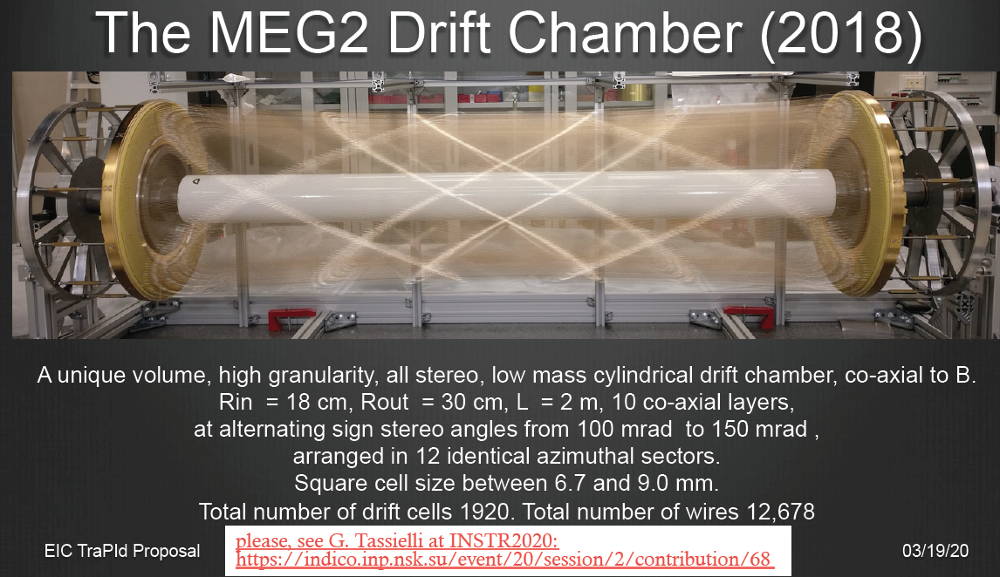 The MEG2 Drift Chamber (2018)
A unique volume, high granularity, all stereo, low mass cylindrical drift chamber, co-axial to B.
Rin = 18 cm, Rout = 30 cm, L = 2 m, 10 co-axial layers,
at alternating sign stereo angles from 100 mrad to 150 mrad ,
arranged in 12 identical azimuthal sectors.
Square cell size between 6.7 and 9.0 mm.
Total number of drift cells 1920. Total number of wires 12,678
please, see G. Tassielli at INSTR2020:
https://indico.inp.nsk.su/event/20/session/2/contribution/68
EIC TraPId Proposal
03/19/20